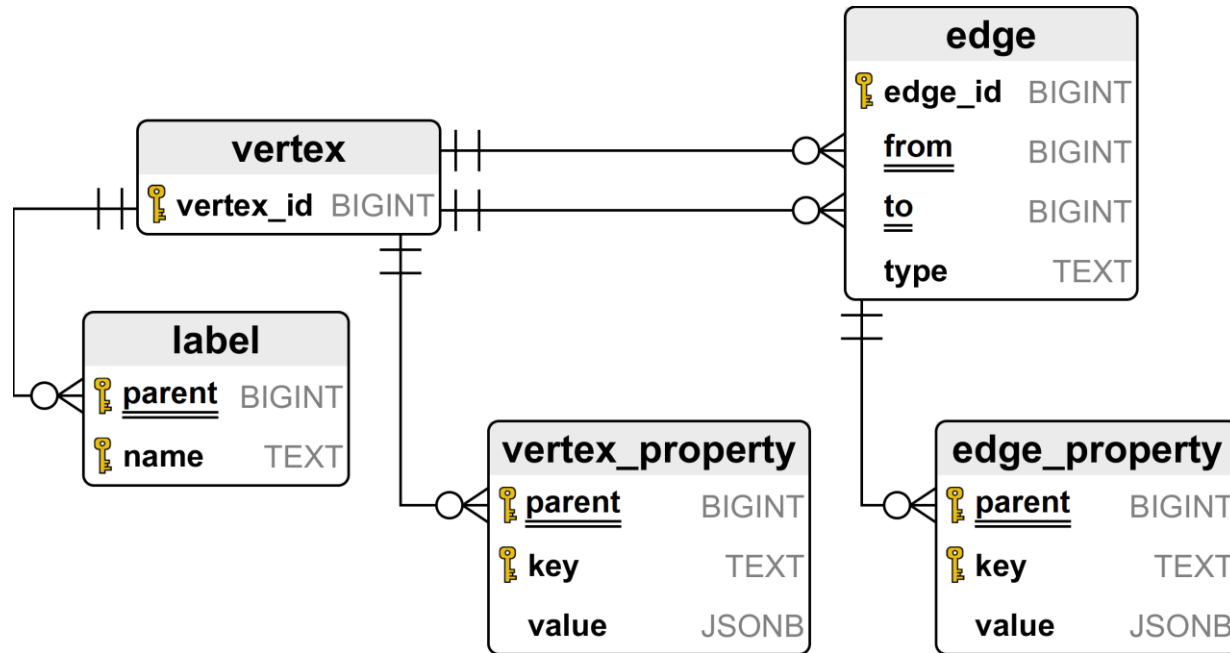 edge
edge_id BIGINT
from BIGINT
to BIGINT
type TEXT
vertex
vertex_id BIGINT
label
parent BIGINT
name TEXT
vertex_property
parent BIGINT
key TEXT
value JSONB
edge_property
parent BIGINT
key TEXT
value JSONB